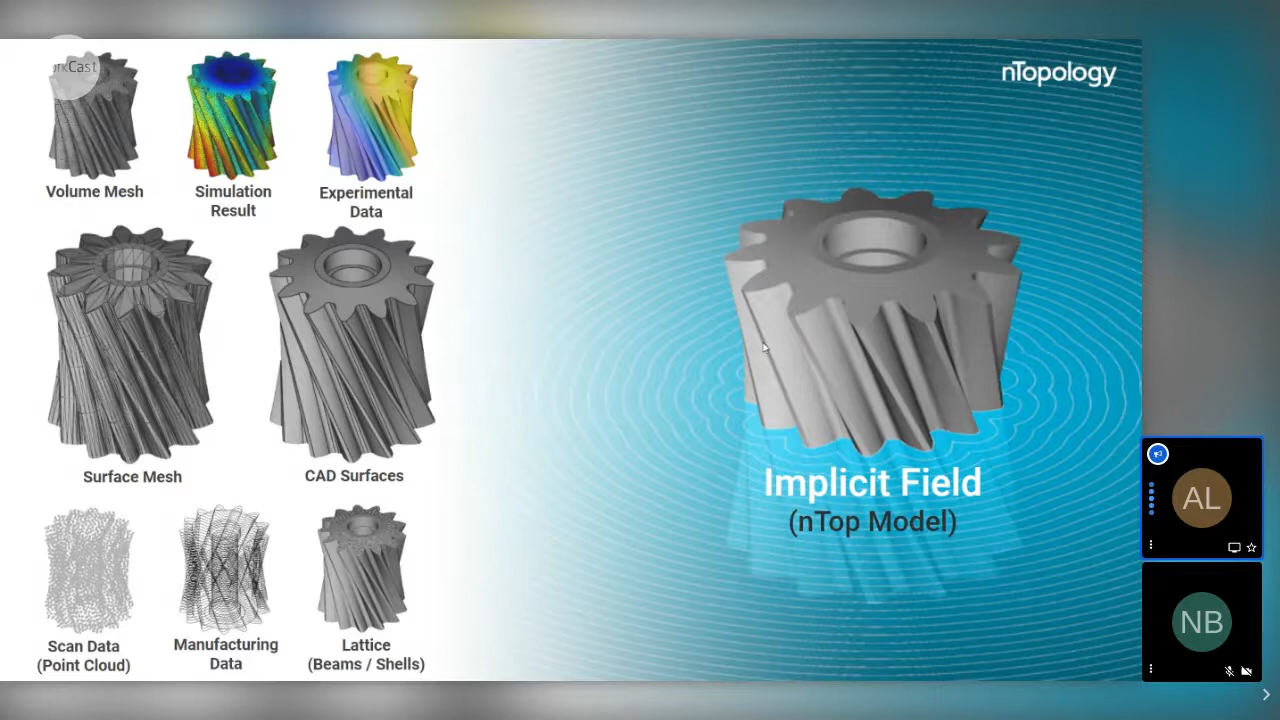 rkCast
nTopology
Volume Mesh
Simulation
Result
Experimental
Data
Surface Mesh
CAD Surfaces
Scan Data
(Point Cloud)
Manufacturing
Data
Lattice
(Beams / Shells)
Implicit Field
(nTop Model)
AL
NB